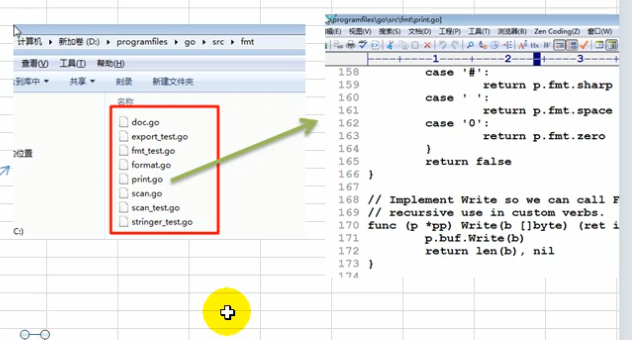 计算机 ▸ 新加卷 (D:) ▸ programfiles ▸ go ▸ src ▸ fmt
查看(V) 工具(T) 帮助(H)
到库中 ▼ 共享 ▼ 刻录 新建文件夹
名称
doc.go
export_test.go
fmt_test.go
format.go
print.go
scan.go
scan_test.go
stringer_test.go
位置
C:)
\programfiles\go\src\fmt\print.go]
视图(V) 搜索(S) 文档(D) 工程(P) 工具(T) 浏览器(B) Zen Coding(Z)
1 2 3
158 case '#':
159 return p.fmt.sharp
160 case ' ':
161 return p.fmt.space
162 case '0':
163 return p.fmt.zero
164 }
165 return false
166 }
167
168 // Implement Write so we can call F
169 // recursive use in custom verbs.
170 func (p *pp) Write(b []byte) (ret i
171 p.buf.Write(b)
172 return len(b), nil
173 }
174